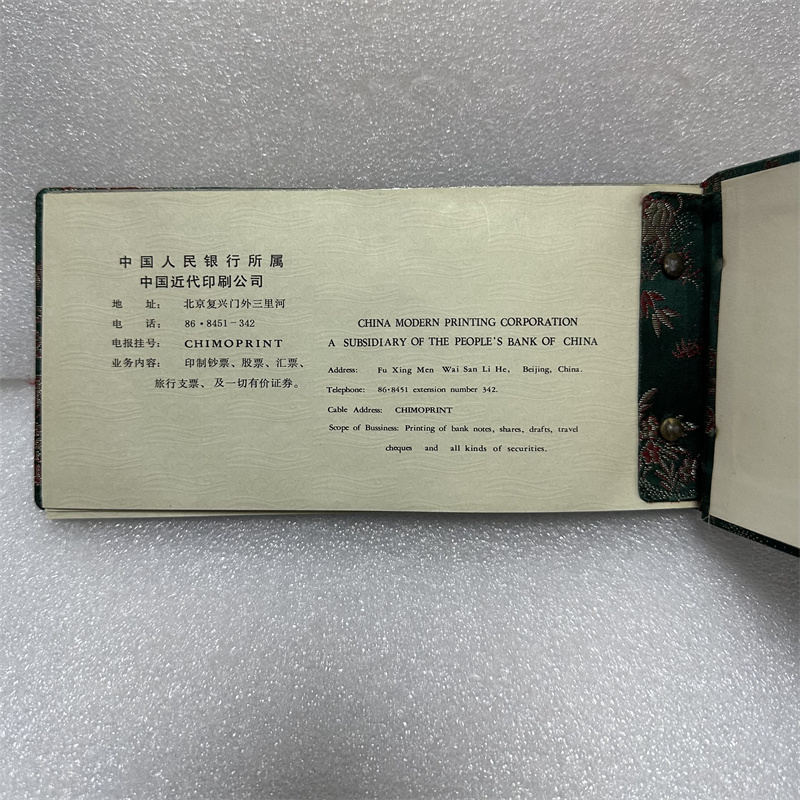 中国人民银行所属
中国近代印刷公司
地 址： 北京复兴门外三里河
电 话： 86·8451－342
电报挂号： CHIMOPRINT
业务内容： 印制钞票、股票、汇票、
旅行支票、及一切有价证券。
CHINA MODERN PRINTING CORPORATION
A SUBSIDIARY OF THE PEOPLE'S BANK OF CHINA
Address: Fu Xing Men Wai San Li He, Beijing, China.
Telephone: 86·8451 extension number 342.
Cable Address: CHIMOPRINT
Scope of Bussiness: Printing of bank notes, shares, drafts, travel
cheques and all kinds of securities.